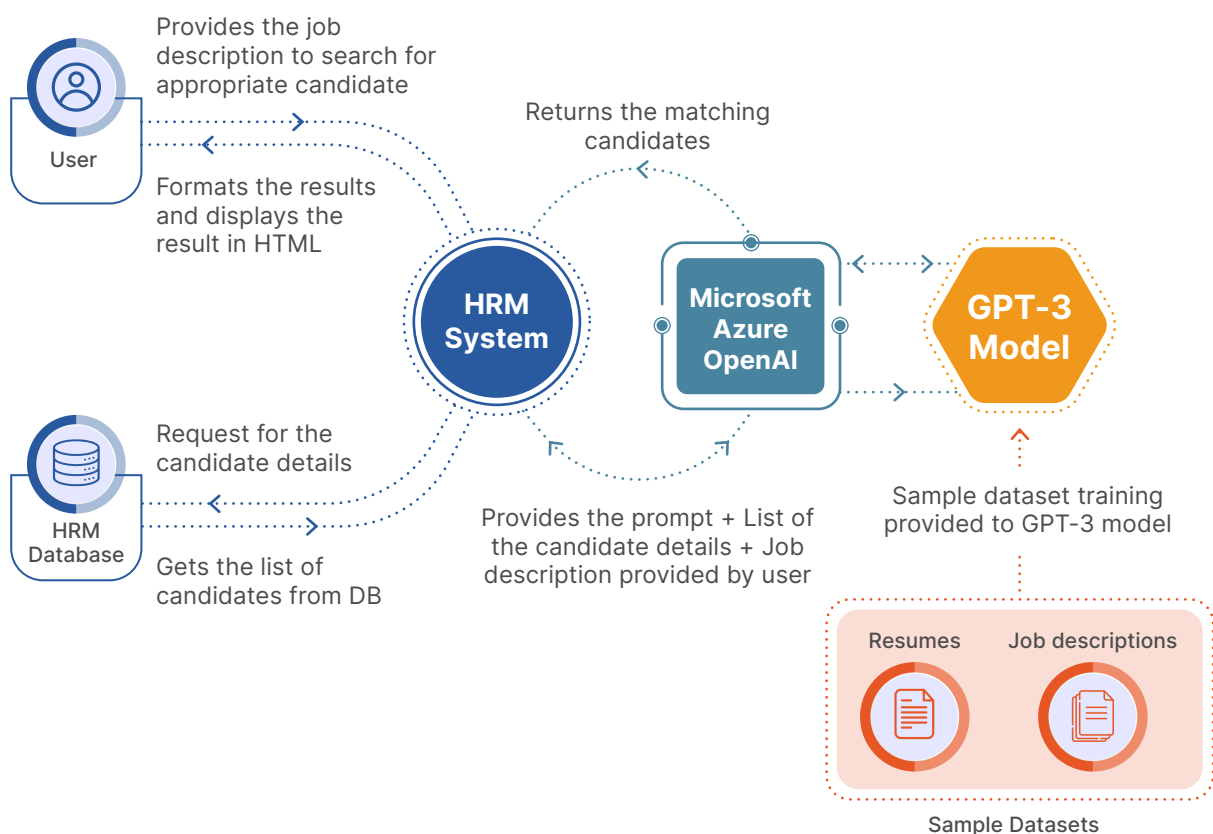 Provides the job
description to search for
appropriate candidate
User
Formats the results
and displays the
result in HTML
Returns the matching
candidates
HRM
System
Microsoft
Azure
OpenAI
GPT-3
Model
HRM
Database
Request for the
candidate details
Gets the list of
candidates from DB
Provides the prompt + List of
the candidate details + Job
description provided by user
Sample dataset training
provided to GPT-3 model
Resumes
Job descriptions
Sample Datasets